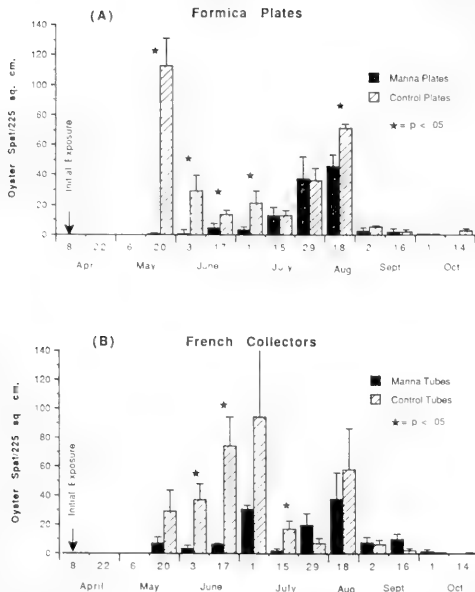 (A) Formica Plates
Oyster Spat/225 sq. cm.
140
120
100
80
60
40
20
0
Initial Exposure
Manna Plates
Control Plates
★ = p < .05
8 22 6 20 3 17 1 15 29 18 2 16 1 14
Apr May June July Aug Sept Oct
(B) French Collectors
Oyster Spat/225 sq. cm.
140
120
100
80
60
40
20
0
Initial Exposure
Manna Tubes
Control Tubes
★ = p < .05
8 22 6 20 3 17 1 15 29 18 2 16 1 14
April May June July Aug Sept Oct